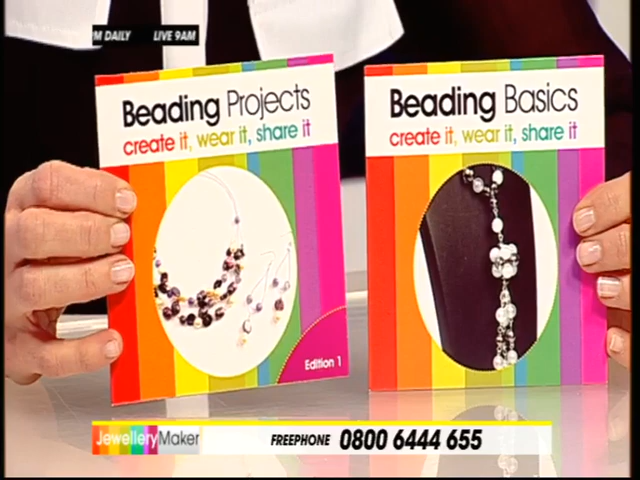 M DAILY LIVE 9AM
Beading Projects
create it, wear it, share it
Edition 1
Beading Basics
create it, wear it, share it
JewelleryMaker FREEPHONE 0800 6444 655